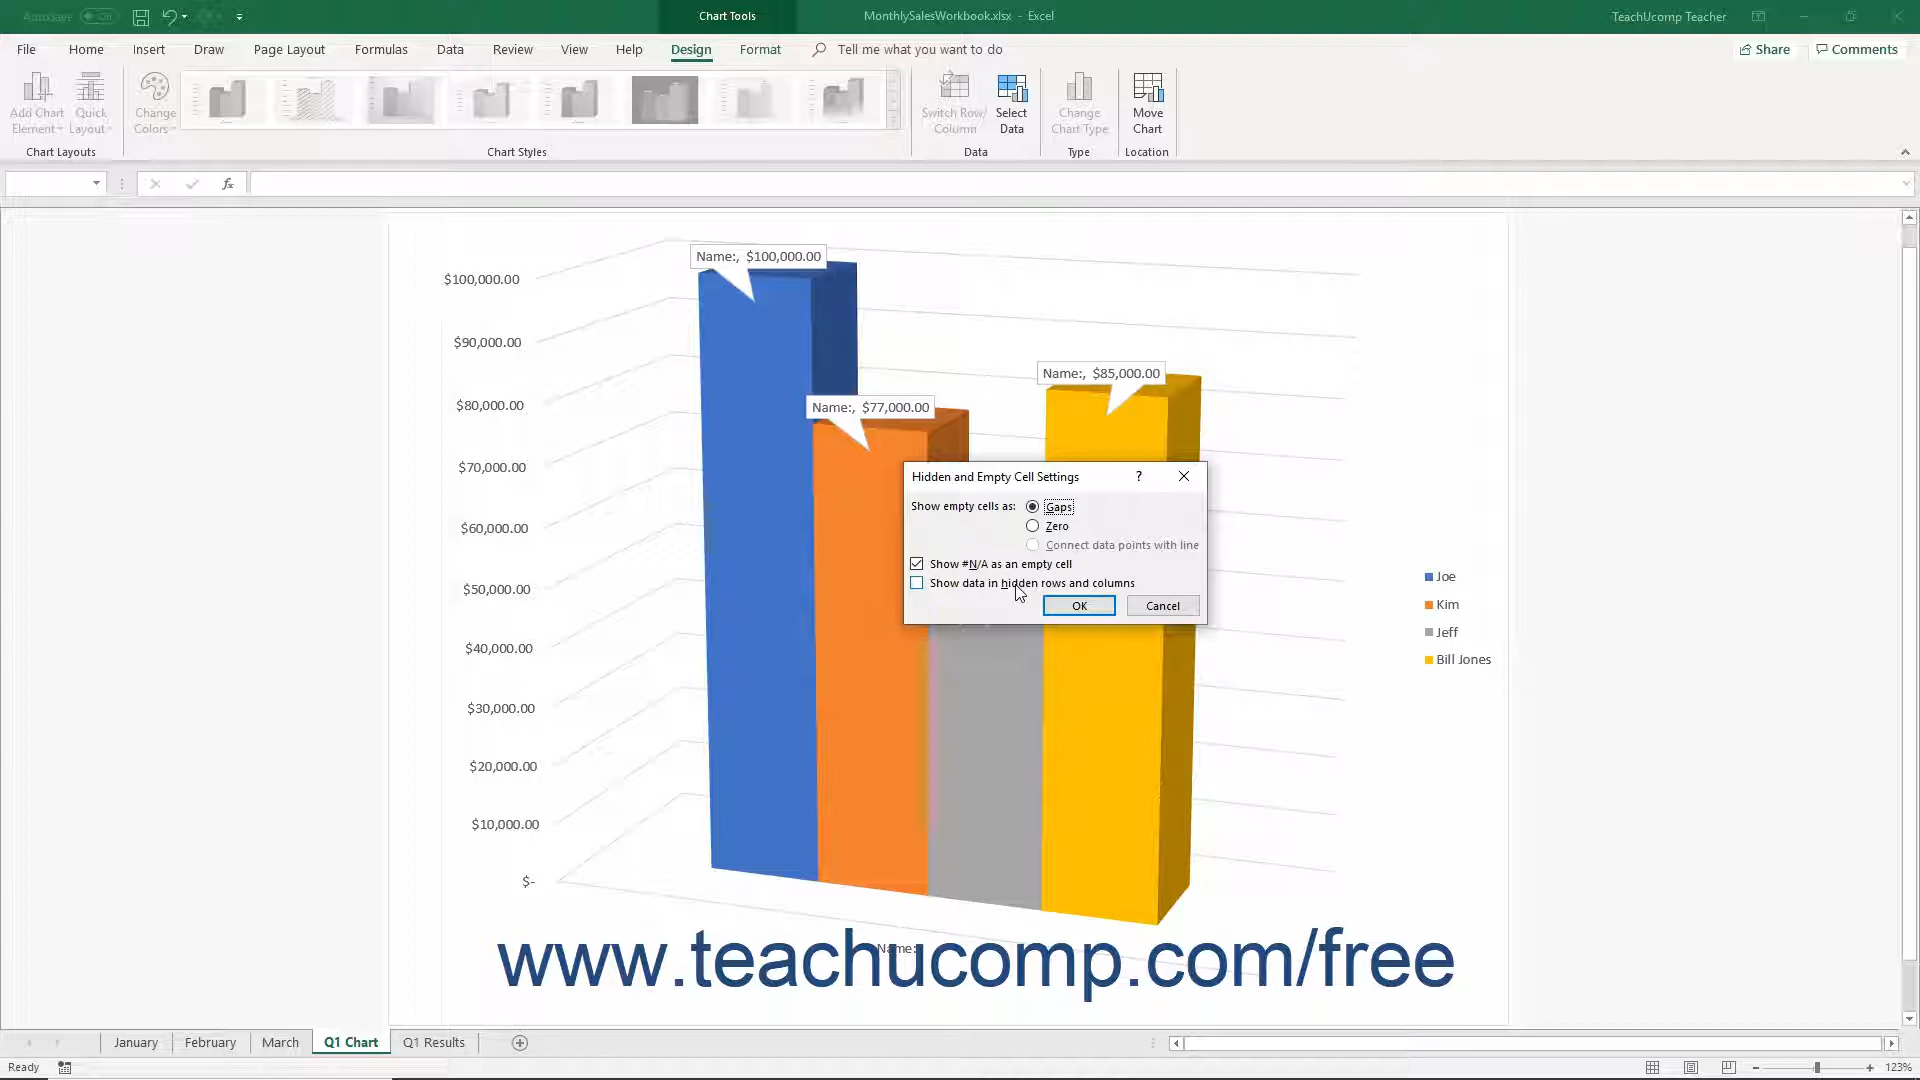 AutoSave Off
Chart Tools
MonthlySalesWorkbook.xlsx - Excel
TeachUcomp Teacher
File Home Insert Draw Page Layout Formulas Data Review View Help Design Format Tell me what you want to do Share Comments
Add Chart Element
Quick Layout
Change Colors
Switch Row/ Column
Select Data
Change Chart Type
Move Chart
Chart Layouts
Chart Styles
Data
Type
Location
fx
Name:, $100,000.00
Name:, $77,000.00
Name:, $85,000.00
$100,000.00
$90,000.00
$80,000.00
$70,000.00
$60,000.00
$50,000.00
$40,000.00
$30,000.00
$20,000.00
$10,000.00
$-
Hidden and Empty Cell Settings ?
Show empty cells as: Gaps
Zero
Connect data points with line
Show #N/A as an empty cell
Show data in hidden rows and columns
OK Cancel
Joe
Kim
Jeff
Bill Jones
Name:
www.teachucomp.com/free
January February March Q1 Chart Q1 Results
Ready
123%